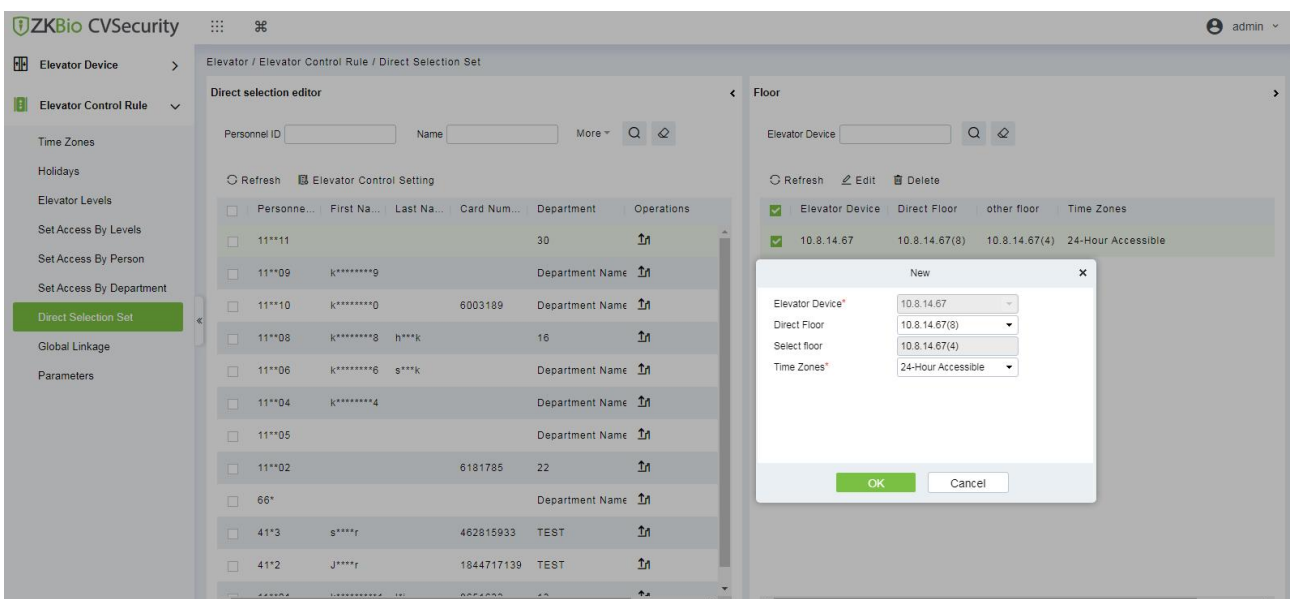 ZKBio CVSecurity
admin
Elevator Device
Elevator Control Rule
Time Zones
Holidays
Elevator Levels
Set Access By Levels
Set Access By Person
Set Access By Department
Direct Selection Set
Global Linkage
Parameters
Elevator / Elevator Control Rule / Direct Selection Set
Direct selection editor
Personnel ID Name More
Refresh Elevator Control Setting
Personne... First Na... Last Na... Card Num... Department Operations
11**11 30
11**09 k********9 Department Name
11**10 k********0 6003189 Department Name
11**08 k********8 h***k 16
11**06 k********6 s***k Department Name
11**04 k********4 Department Name
11**05 Department Name
11**02 6181785 22
66* Department Name
41*3 s****r 462815933 TEST
41*2 J****r 1844717139 TEST
Floor
Elevator Device
Refresh Edit Delete
Elevator Device Direct Floor other floor Time Zones
10.8.14.67 10.8.14.67(8) 10.8.14.67(4) 24-Hour Accessible
New
Elevator Device* 10.8.14.67
Direct Floor 10.8.14.67(8)
Select floor 10.8.14.67(4)
Time Zones* 24-Hour Accessible
OK Cancel